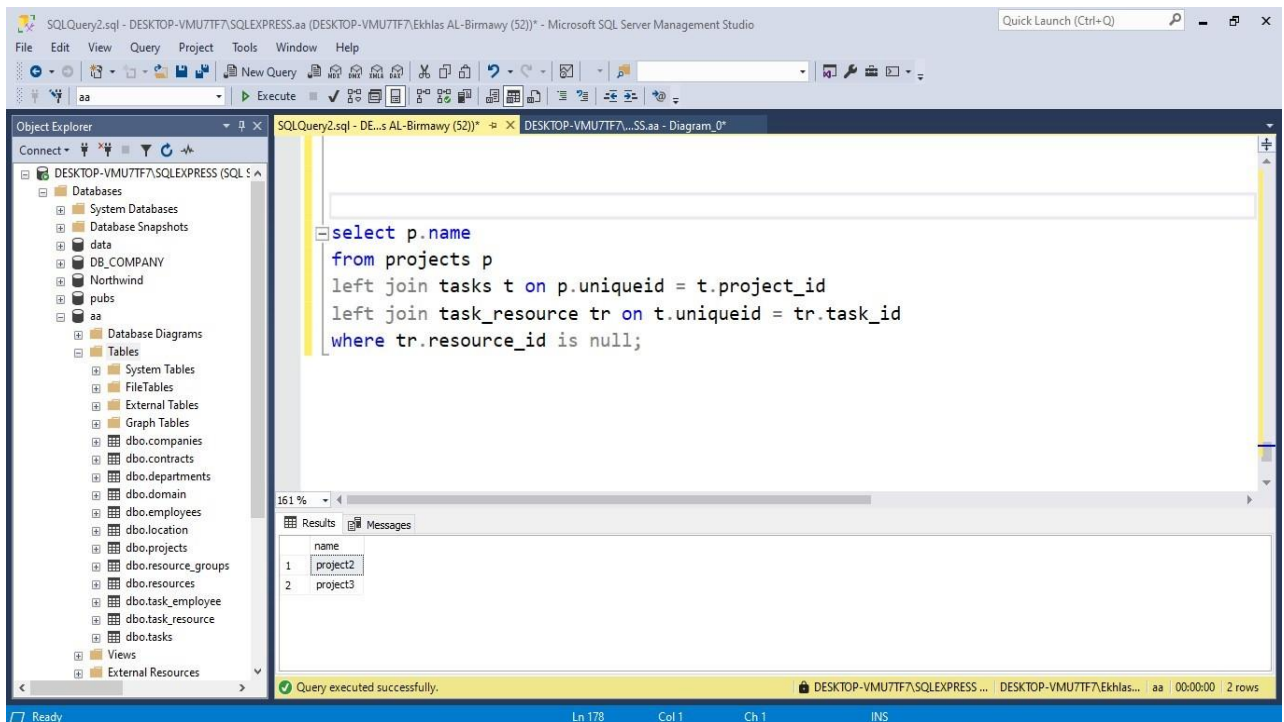 SQLQuery2.sql - DESKTOP-VMU7TF7\SQLEXPRESS.aa (DESKTOP-VMU7TF7\Ekhlas AL-Birmawy (52))* - Microsoft SQL Server Management Studio
Quick Launch (Ctrl+Q)
File Edit View Query Project Tools Window Help
New Query
aa
Execute
Object Explorer
SQLQuery2.sql - DE...s AL-Birmawy (52))*
DESKTOP-VMU7TF7\...SS.aa - Diagram_0*
Connect
DESKTOP-VMU7TF7\SQLEXPRESS (SQL S
Databases
System Databases
Database Snapshots
data
DB_COMPANY
Northwind
pubs
aa
Database Diagrams
Tables
System Tables
FileTables
External Tables
Graph Tables
dbo.companies
dbo.contracts
dbo.departments
dbo.domain
dbo.employees
dbo.location
dbo.projects
dbo.resource_groups
dbo.resources
dbo.task_employee
dbo.task_resource
dbo.tasks
Views
External Resources
select p.name
from projects p
left join tasks t on p.uniqueid = t.project_id
left join task_resource tr on t.uniqueid = tr.task_id
where tr.resource_id is null;
161 %
Results Messages
name
1 project2
2 project3
Query executed successfully.
DESKTOP-VMU7TF7\SQLEXPRESS ... DESKTOP-VMU7TF7\Ekhlas... aa 00:00:00 2 rows
Ready Ln 178 Col 1 Ch 1 INS